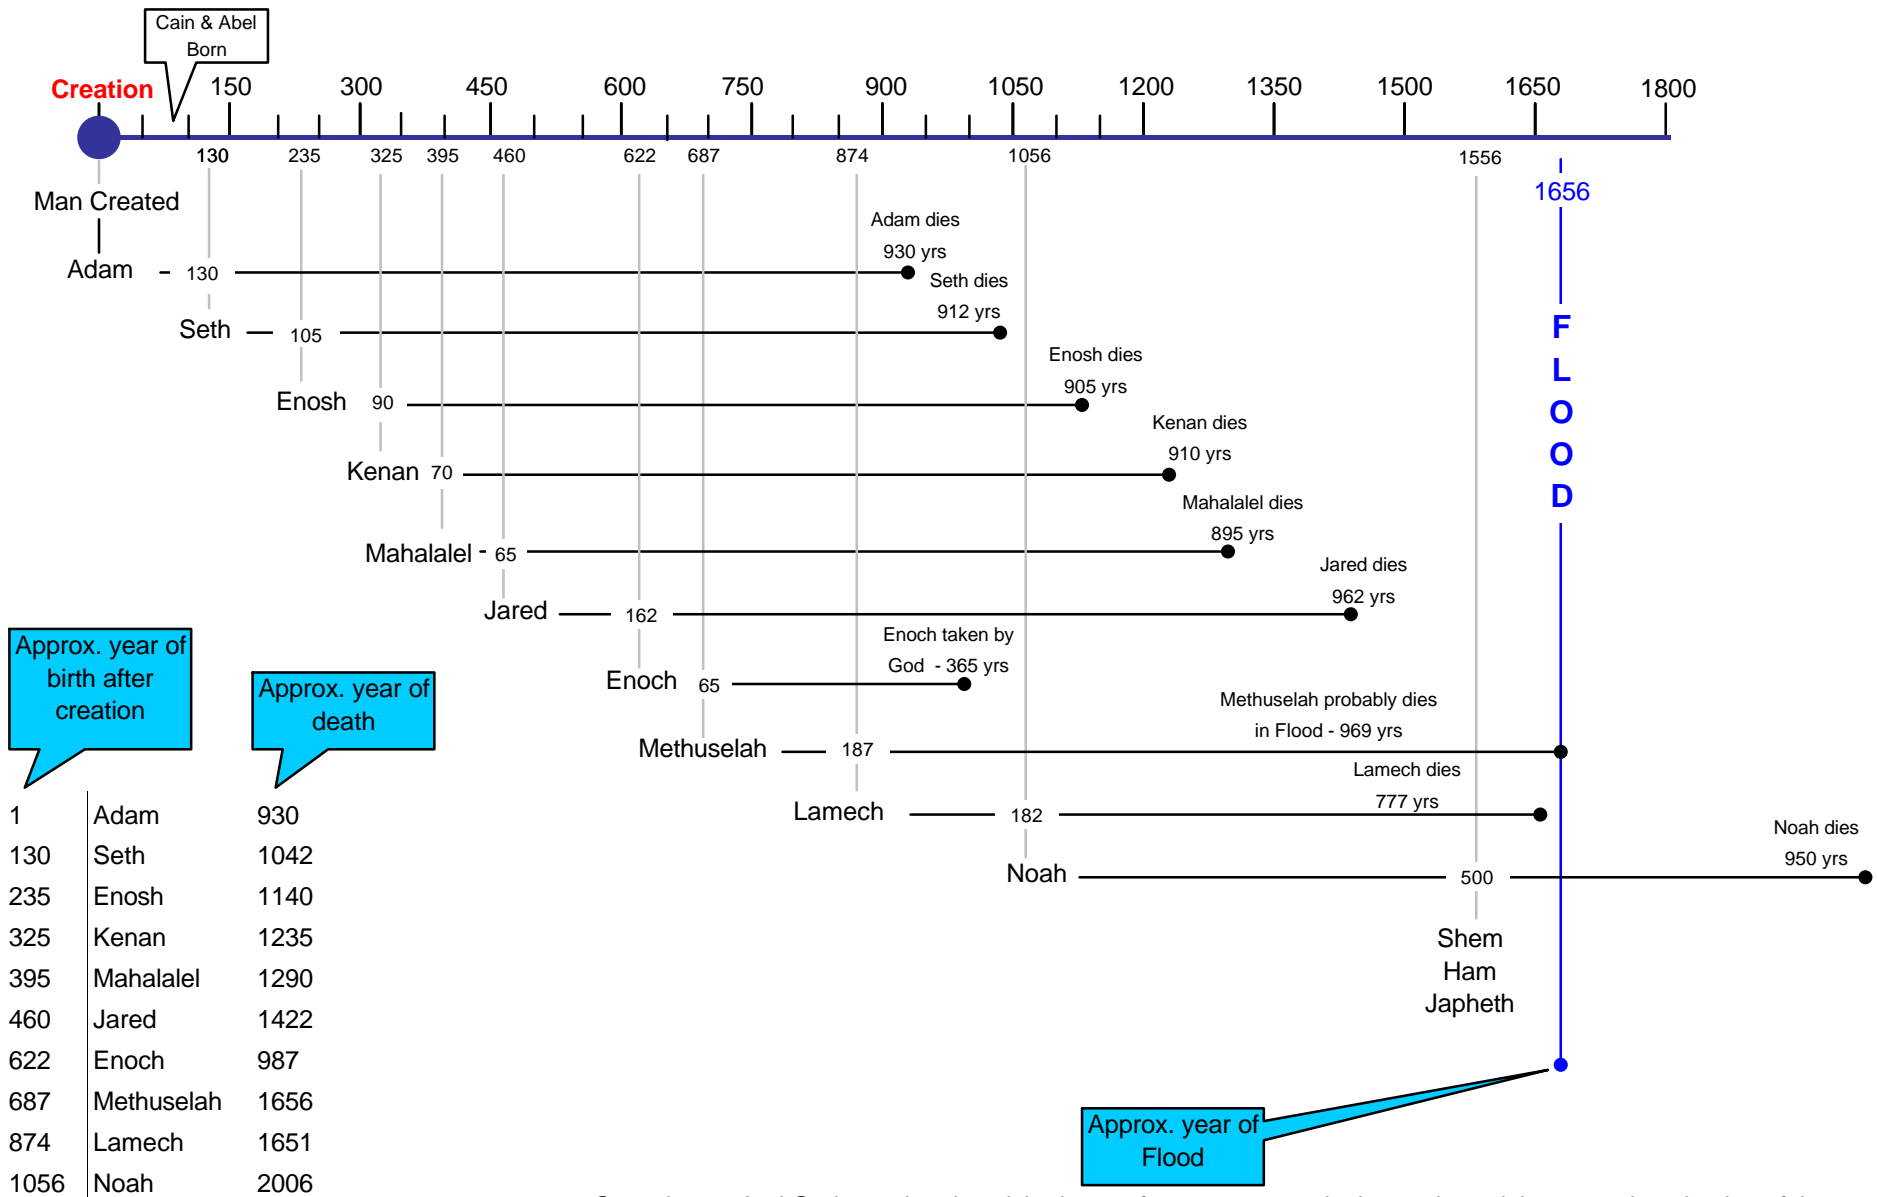 Cain & Abel
Born
Creation 150 300 450 600 750 900 1050 1200 1350 1500 1650 1800
130 235 325 395 460 622 687 874 1056 1556
1656
Man Created
Adam dies
930 yrs
Adam 130
Seth dies
912 yrs
Seth 105
FLOOD
Enosh dies
905 yrs
Enosh 90
Kenan dies
910 yrs
Kenan 70
Mahalalel dies
895 yrs
Mahalalel 65
Jared dies
962 yrs
Jared 162
Enoch taken by
God - 365 yrs
Enoch 65
Methuselah probably dies
in Flood - 969 yrs
Methuselah 187
Lamech dies
777 yrs
Lamech 182
Noah dies
950 yrs
Noah 500
Shem
Ham
Japheth
Approx. year of
birth after
creation
Approx. year of
death
1 Adam 930
130 Seth 1042
235 Enosh 1140
325 Kenan 1235
395 Mahalalel 1290
460 Jared 1422
622 Enoch 987
687 Methuselah 1656
874 Lamech 1651
1056 Noah 2006
Approx. year of
Flood